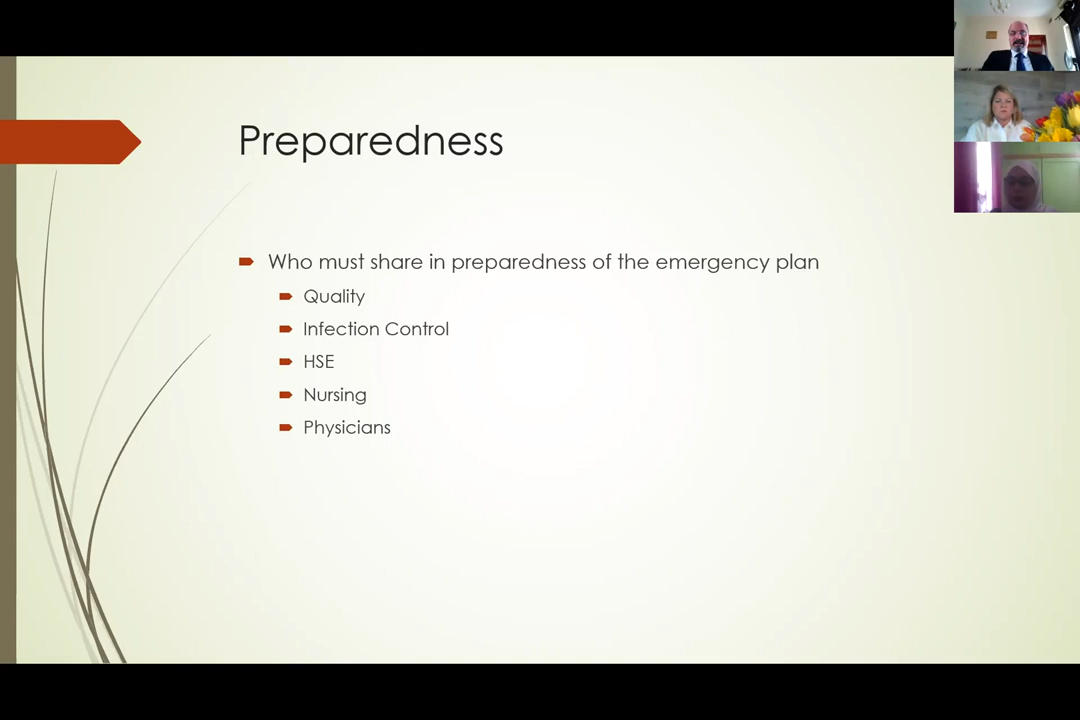 Preparedness
Who must share in preparedness of the emergency plan
Quality
Infection Control
HSE
Nursing
Physicians